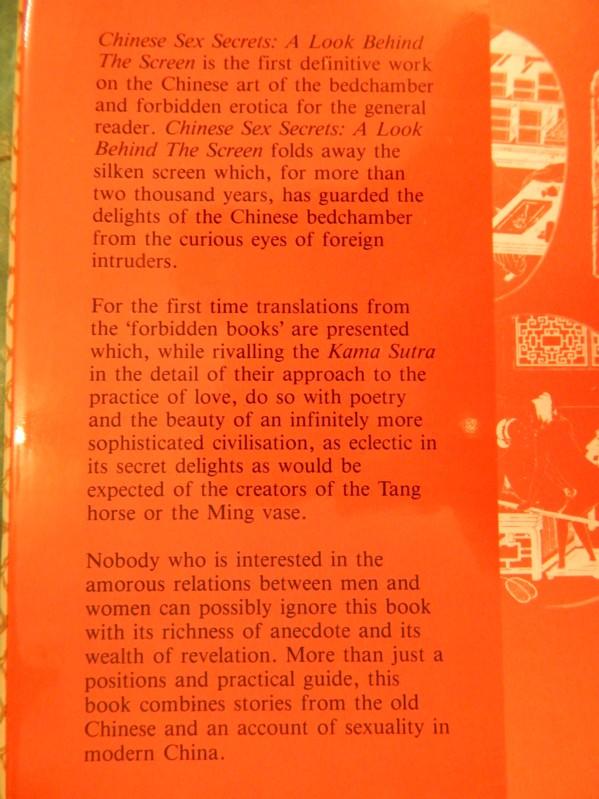 Chinese Sex Secrets: A Look Behind
The Screen is the first definitive work
on the Chinese art of the bedchamber
and forbidden erotica for the general
reader. Chinese Sex Secrets: A Look
Behind The Screen folds away the
silken screen which, for more than
two thousand years, has guarded the
delights of the Chinese bedchamber
from the curious eyes of foreign
intruders.
For the first time translations from
the ‘forbidden books’ are presented
which, while rivalling the Kama Sutra
in the detail of their approach to the
practice of love, do so with poetry
and the beauty of an infinitely more
sophisticated civilisation, as eclectic in
its secret delights as would be
expected of the creators of the Tang
horse or the Ming vase.
Nobody who is interested in the
amorous relations between men and
women can possibly ignore this book
with its richness of anecdote and its
wealth of revelation. More than just a
positions and practical guide, this
book combines stories from the old
Chinese and an account of sexuality in
modern China.